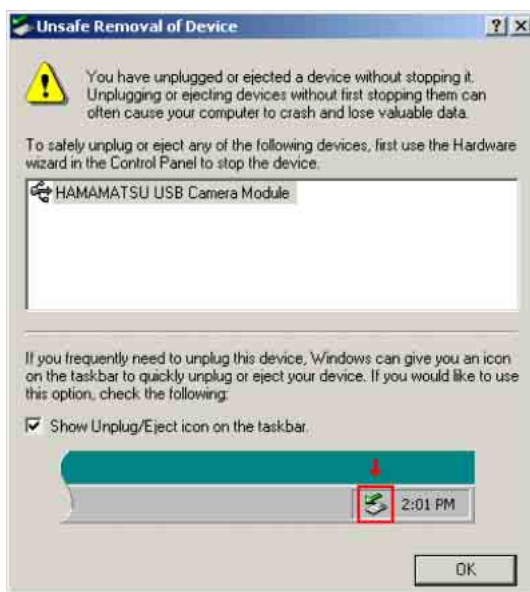 Unsafe Removal of Device
You have unplugged or ejected a device without stopping it.
Unplugging or ejecting devices without first stopping them can
often cause your computer to crash and lose valuable data.
To safely unplug or eject any of the following devices, first use the Hardware
wizard in the Control Panel to stop the device.
HAMAMATSU USB Camera Module
If you frequently need to unplug this device, Windows can give you an icon
on the taskbar to quickly unplug or eject your device. If you would like to use
this option, check the following:
Show Unplug/Eject icon on the taskbar.
2:01 PM
OK